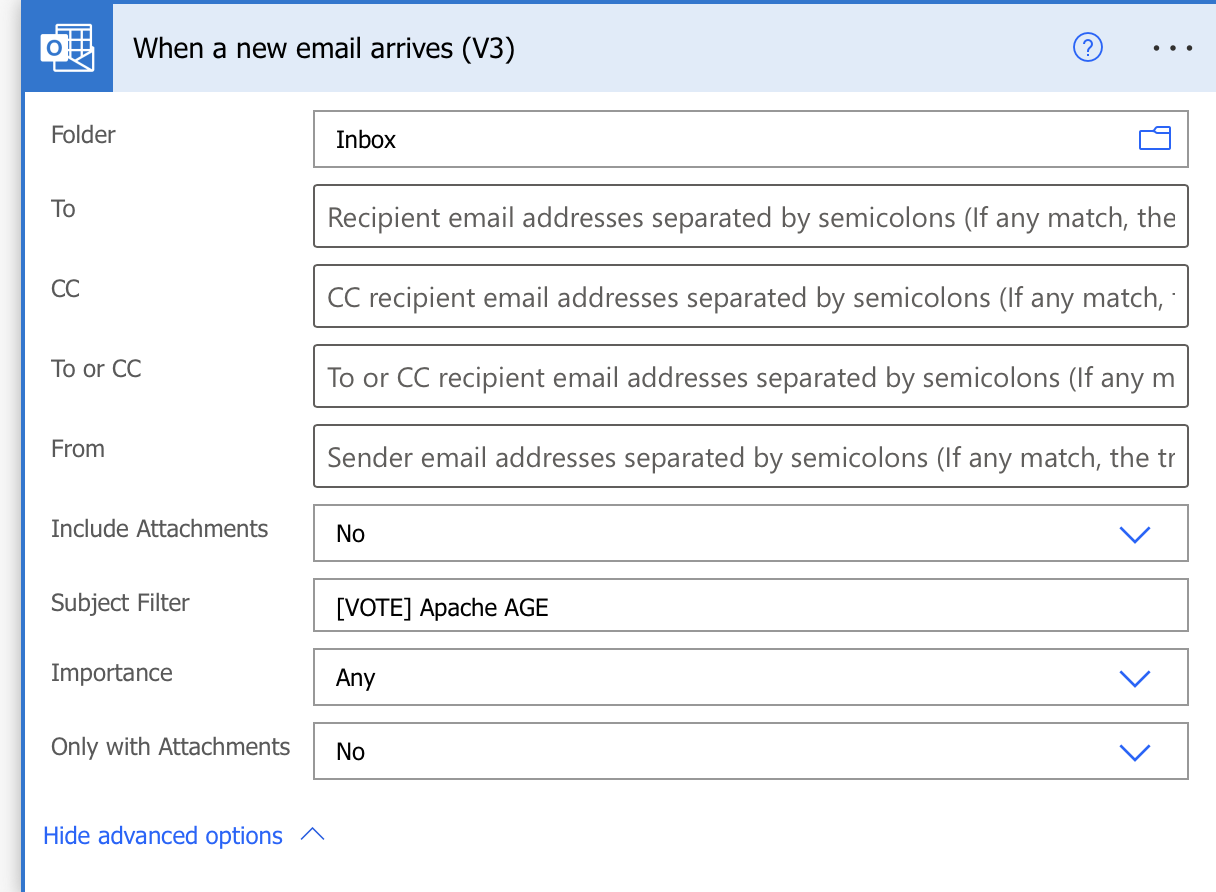 When a new email arrives (V3)
Folder
Inbox
To
Recipient email addresses separated by semicolons (If any match, the
CC
CC recipient email addresses separated by semicolons (If any match,
To or CC
To or CC recipient email addresses separated by semicolons (If any m
From
Sender email addresses separated by semicolons (If any match, the tr
Include Attachments
No
Subject Filter
[VOTE] Apache AGE
Importance
Any
Only with Attachments
No
Hide advanced options